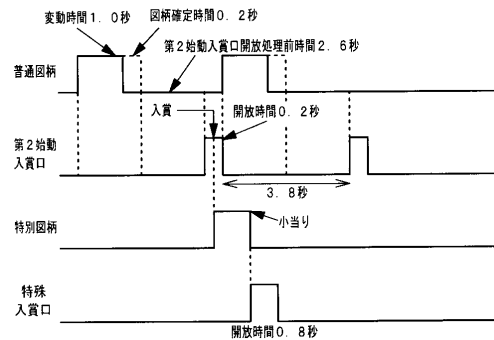 変動時間1.0秒
図柄確定時間0.2秒
第2始動入賞口開放処理前時間2.6秒
普通図柄
入賞
開放時間0.2秒
第2始動
入賞口
3.8秒
小当り
特別図柄
特殊
入賞口
開放時間0.8秒